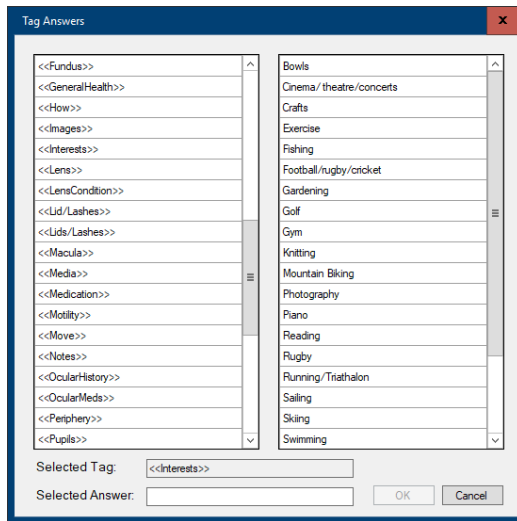 Tag Answers
x
<<Fundus>>
<<GeneralHealth>>
<<How>>
<<Images>>
<<Interests>>
<<Lens>>
<<LensCondition>>
<<Lid/Lashes>>
<<Lids/Lashes>>
<<Macula>>
<<Media>>
<<Medication>>
<<Motility>>
<<Move>>
<<Notes>>
<<OcularHistory>>
<<OcularMeds>>
<<Periphery>>
<<Pupils>>
Bowls
Cinema/ theatre/concerts
Crafts
Exercise
Fishing
Football/rugby/cricket
Gardening
Golf
Gym
Knitting
Mountain Biking
Photography
Piano
Reading
Rugby
Running/Triathalon
Sailing
Skiing
Swimming
Selected Tag: <<Interests>>
Selected Answer:
OK Cancel